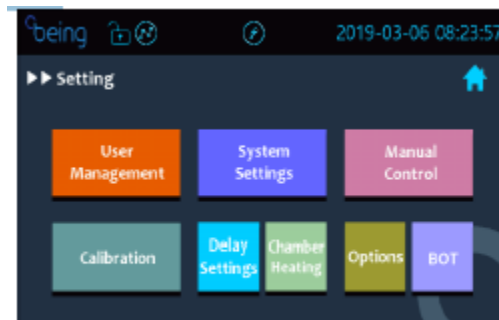 being
2019-03-06 08:23:57
Setting
User
Management
System
Settings
Manual
Control
Calibration
Delay
Settings
Chamber
Heating
Options
BOT